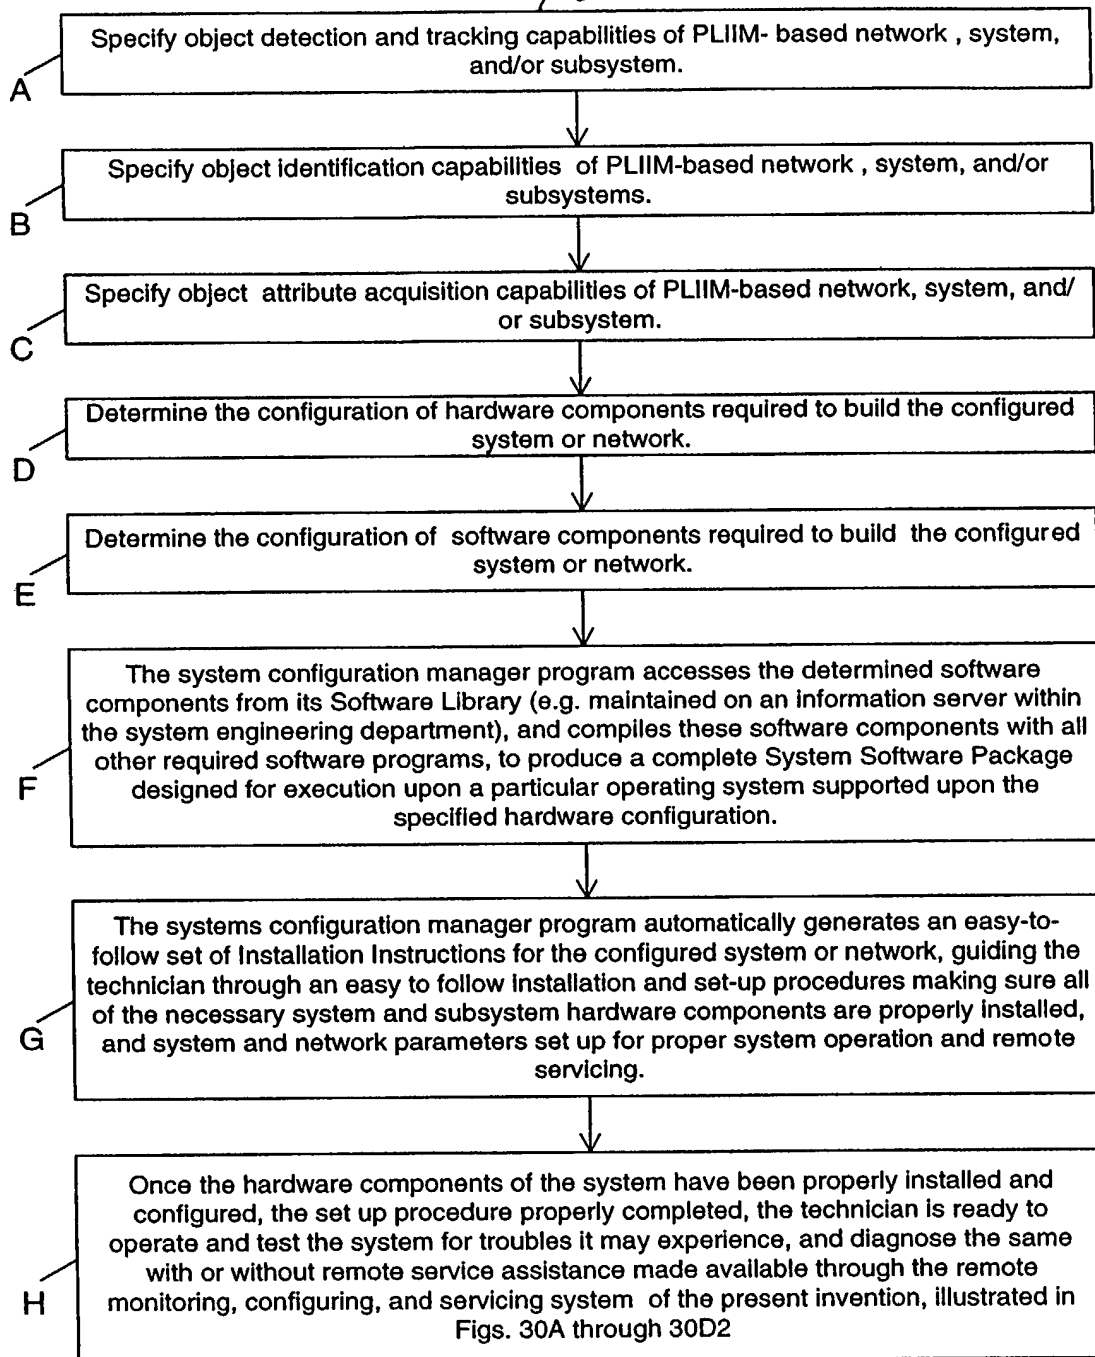 Specify object detection and tracking capabilities of PLIIM- based network , system,
and/or subsystem.
A
Specify object identification capabilities of PLIIM-based network , system, and/or
subsystems.
B
Specify object attribute acquisition capabilities of PLIIM-based network, system, and/
or subsystem.
C
Determine the configuration of hardware components required to build the configured
system or network.
D
Determine the configuration of software components required to build the configured
system or network.
E
The system configuration manager program accesses the determined software
components from its Software Library (e.g. maintained on an information server within
the system engineering department), and compiles these software components with all
other required software programs, to produce a complete System Software Package
designed for execution upon a particular operating system supported upon the
specified hardware configuration.
F
The systems configuration manager program automatically generates an easy-to-
follow set of Installation Instructions for the configured system or network, guiding the
technician through an easy to follow installation and set-up procedures making sure all
of the necessary system and subsystem hardware components are properly installed,
and system and network parameters set up for proper system operation and remote
servicing.
G
Once the hardware components of the system have been properly installed and
configured, the set up procedure properly completed, the technician is ready to
operate and test the system for troubles it may experience, and diagnose the same
with or without remote service assistance made available through the remote
monitoring, configuring, and servicing system of the present invention, illustrated in
Figs. 30A through 30D2
H